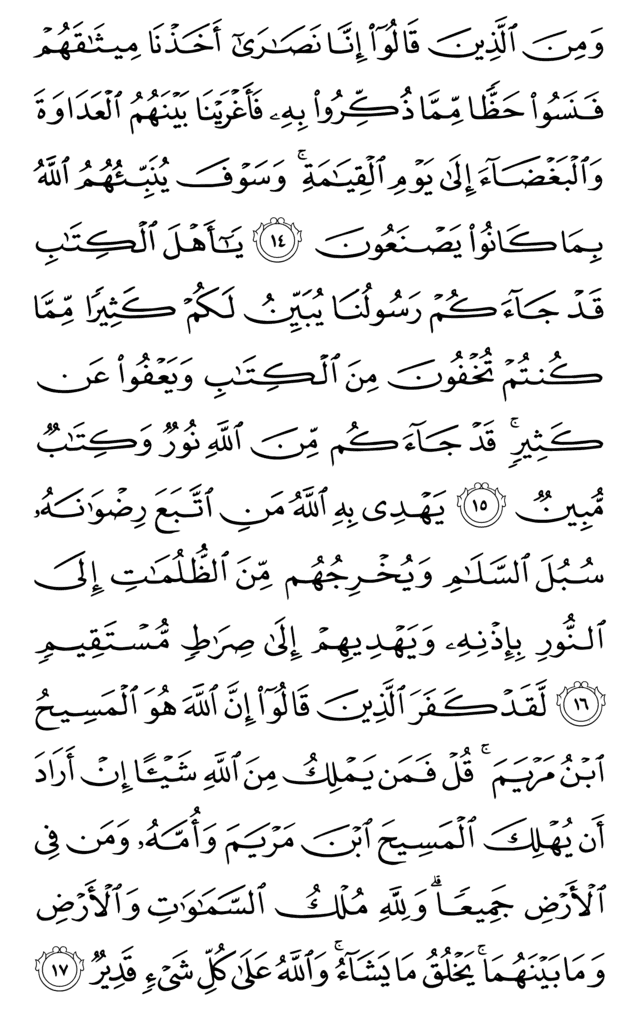 وَمِنَ ٱلَّذِينَ قَالُوٓا۟ إِنَّا نَصَـٰرَىٰٓ أَخَذْنَا مِيثَـٰقَهُمْ
فَنَسُوا۟ حَظًّا مِّمَّا ذُكِّرُوا۟ بِهِۦ فَأَغْرَيْنَا بَيْنَهُمُ ٱلْعَدَاوَةَ
وَٱلْبَغْضَآءَ إِلَىٰ يَوْمِ ٱلْقِيَـٰمَةِ ۚ وَسَوْفَ يُنَبِّئُهُمُ ٱللَّهُ
بِمَا كَانُوا۟ يَصْنَعُونَ ١٤ يَـٰٓأَهْلَ ٱلْكِتَـٰبِ
قَدْ جَآءَكُمْ رَسُولُنَا يُبَيِّنُ لَكُمْ كَثِيرًا مِّمَّا
كُنتُمْ تُخْفُونَ مِنَ ٱلْكِتَـٰبِ وَيَعْفُوا۟ عَن
كَثِيرٍ ۚ قَدْ جَآءَكُم مِّنَ ٱللَّهِ نُورٌ وَكِتَـٰبٌ
مُّبِينٌ ١٥ يَهْدِى بِهِ ٱللَّهُ مَنِ ٱتَّبَعَ رِضْوَٰنَهُۥ
سُبُلَ ٱلسَّلَـٰمِ وَيُخْرِجُهُم مِّنَ ٱلظُّلُمَـٰتِ إِلَى
ٱلنُّورِ بِإِذْنِهِۦ وَيَهْدِيهِمْ إِلَىٰ صِرَٰطٍ مُّسْتَقِيمٍ
١٦ لَّقَدْ كَفَرَ ٱلَّذِينَ قَالُوٓا۟ إِنَّ ٱللَّهَ هُوَ ٱلْمَسِيحُ
ٱبْنُ مَرْيَمَ ۚ قُلْ فَمَن يَمْلِكُ مِنَ ٱللَّهِ شَيْـًٔا إِنْ أَرَادَ
أَن يُهْلِكَ ٱلْمَسِيحَ ٱبْنَ مَرْيَمَ وَأُمَّهُۥ وَمَن فِى
ٱلْأَرْضِ جَمِيعًا ۗ وَلِلَّهِ مُلْكُ ٱلسَّمَـٰوَٰتِ وَٱلْأَرْضِ
وَمَا بَيْنَهُمَا ۚ يَخْلُقُ مَا يَشَآءُ ۚ وَٱللَّهُ عَلَىٰ كُلِّ شَىْءٍ قَدِيرٌ ١٧